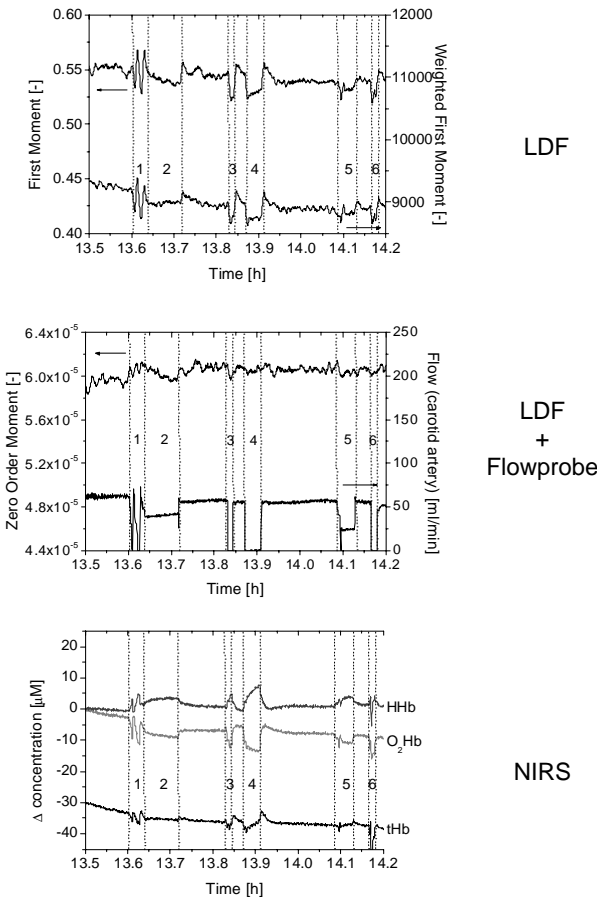 0.60
0.55
0.50
0.45
0.40
First Moment [-]
12000
11000
10000
9000
Weighted First Moment [-]
1 2 3 4 5 6
13.5 13.6 13.7 13.8 13.9 14.0 14.1 14.2
Time [h]
LDF
6.4x10⁻⁵
6.0x10⁻⁵
5.6x10⁻⁵
5.2x10⁻⁵
4.8x10⁻⁵
4.4x10⁻⁵
Zero Order Moment [-]
250
200
150
100
50
0
Flow (carotid artery) [ml/min]
1 2 3 4 5 6
13.5 13.6 13.7 13.8 13.9 14.0 14.1 14.2
Time [h]
LDF
+
Flowprobe
20
10
0
-10
-20
-30
-40
Δ concentration [µM]
HHb
O₂Hb
tHb
1 2 3 4 5 6
13.5 13.6 13.7 13.8 13.9 14.0 14.1 14.2
Time [h]
NIRS